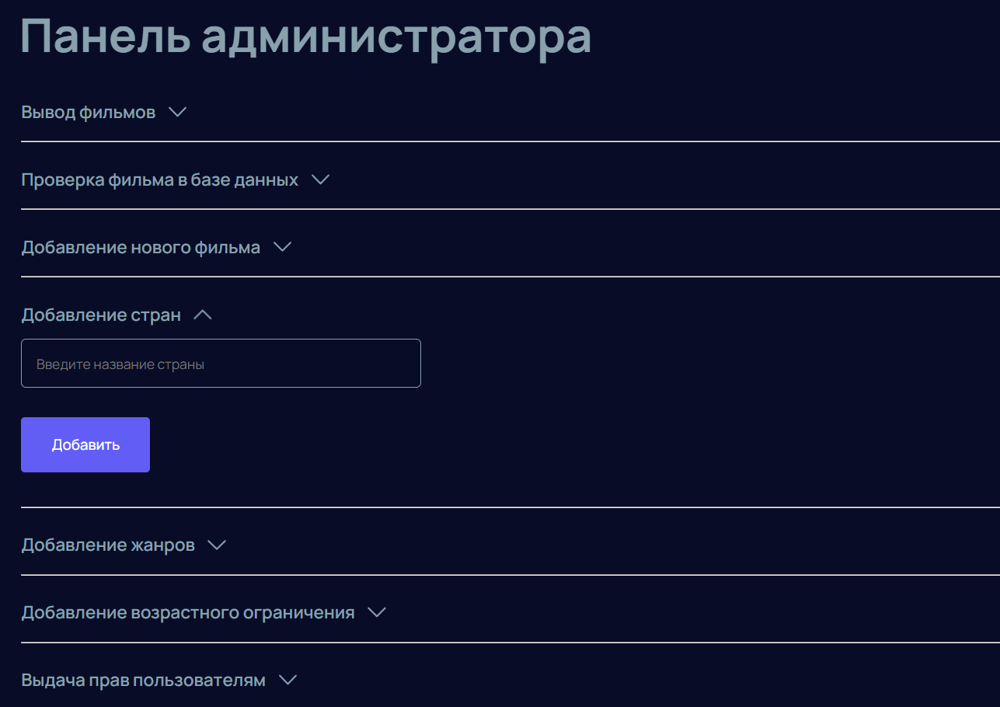 Панель администратора
Вывод фильмов
Проверка фильма в базе данных
Добавление нового фильма
Добавление стран
Введите название страны
Добавить
Добавление жанров
Добавление возрастного ограничения
Выдача прав пользователям